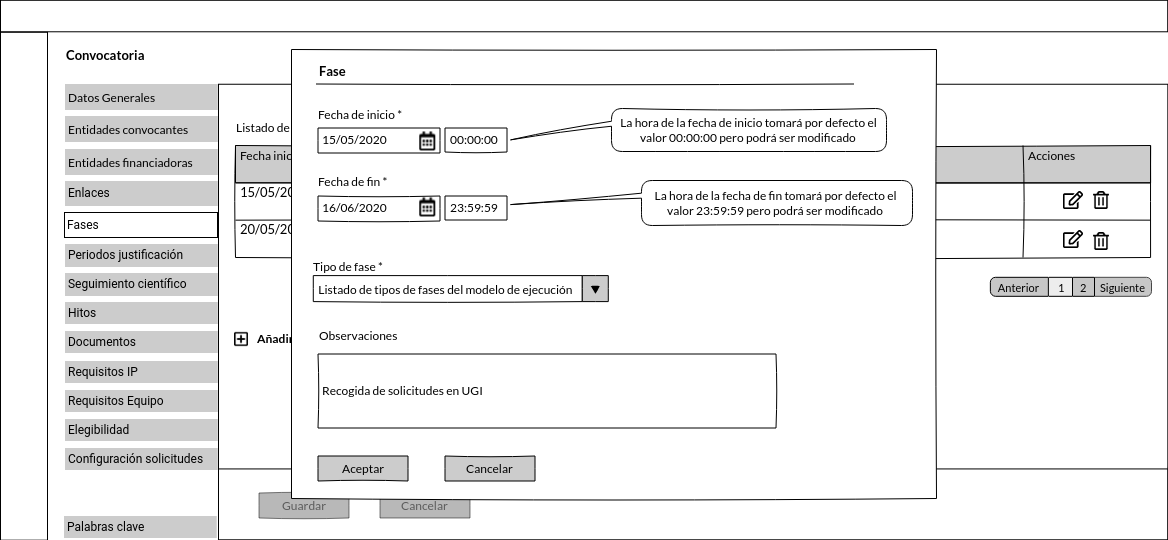 Convocatoria
Datos Generales
Entidades convocantes
Entidades financiadoras
Enlaces
Fases
Periodos justificación
Seguimiento científico
Hitos
Documentos
Requisitos IP
Requisitos Equipo
Elegibilidad
Configuración solicitudes
Palabras clave
Listado de
Fecha inic
Acciones
15/05/20
20/05/20
Anterior 1 2 Siguiente
Añadir
Guardar Cancelar
Fase
Fecha de inicio *
15/05/2020 00:00:00
La hora de la fecha de inicio tomará por defecto el
valor 00:00:00 pero podrá ser modificado
Fecha de fin *
16/06/2020 23:59:59
La hora de la fecha de fin tomará por defecto el
valor 23:59:59 pero podrá ser modificado
Tipo de fase *
Listado de tipos de fases del modelo de ejecución
Observaciones
Recogida de solicitudes en UGI
Aceptar Cancelar